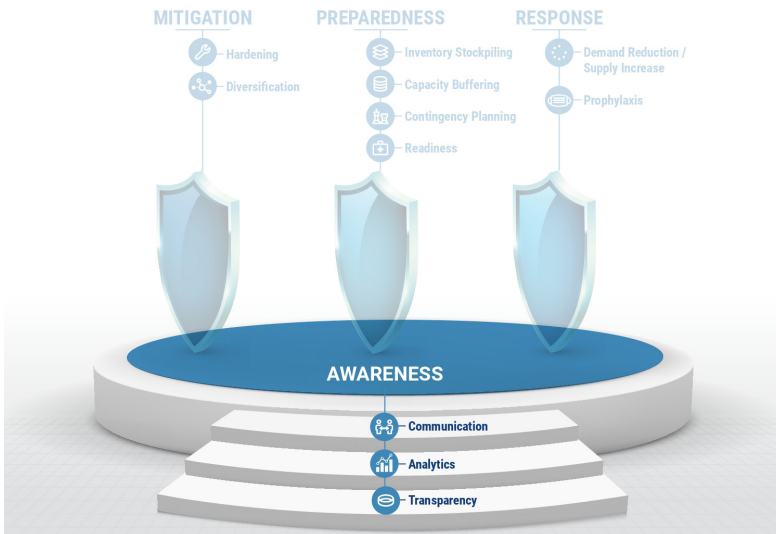 MITIGATION
Hardening
Diversification
PREPAREDNESS
Inventory Stockpiling
Capacity Buffering
Contingency Planning
Readiness
RESPONSE
Demand Reduction /
Supply Increase
Prophylaxis
AWARENESS
Communication
Analytics
Transparency